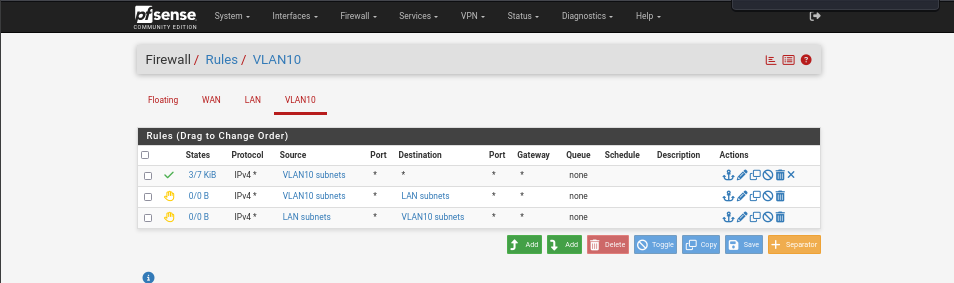 pfsense System Interfaces Firewall Services VPN Status Diagnostics Help
COMMUNITY EDITION
Firewall / Rules / VLAN10
Floating WAN LAN VLAN10
Rules (Drag to Change Order)
States Protocol Source Port Destination Port Gateway Queue Schedule Description Actions
3/7 KiB IPv4 * VLAN10 subnets * * * * none
0/0 B IPv4 * VLAN10 subnets * LAN subnets * * none
0/0 B IPv4 * LAN subnets * VLAN10 subnets * * none
Add Add Delete Toggle Copy Save Separator